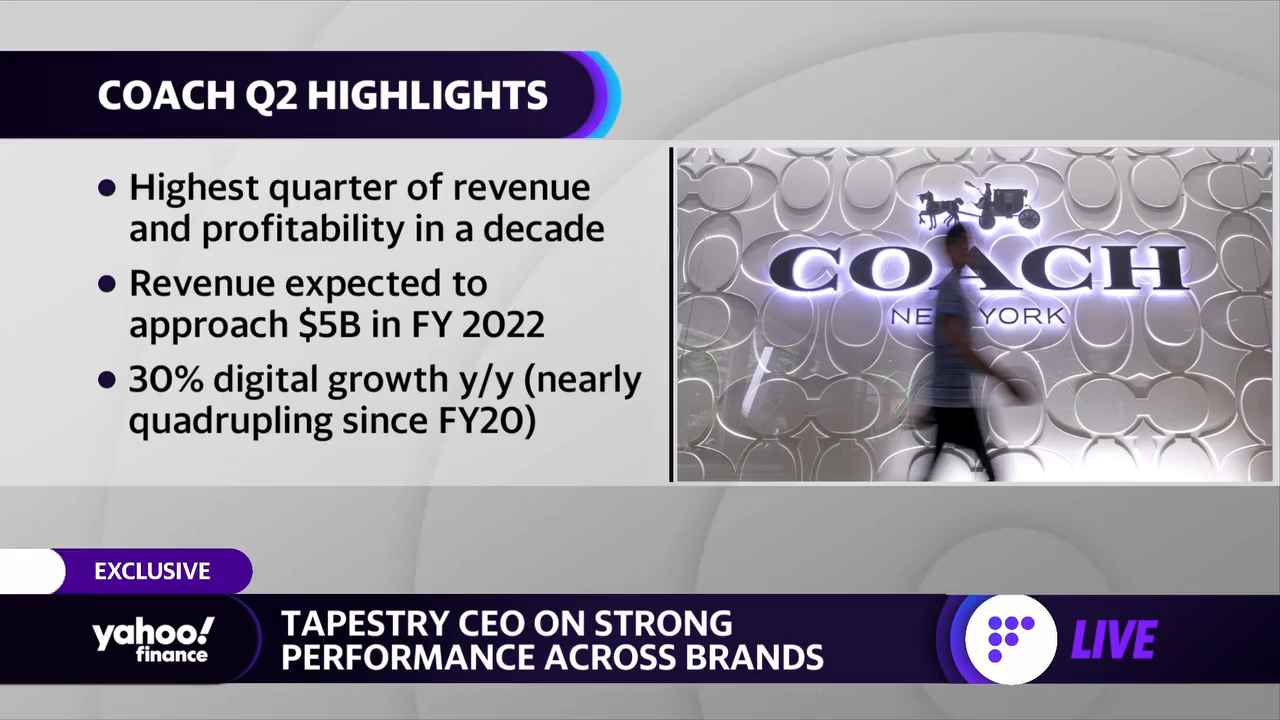 COACH Q2 HIGHLIGHTS
• Highest quarter of revenue
and profitability in a decade
• Revenue expected to
approach $5B in FY 2022
• 30% digital growth y/y (nearly
quadrupling since FY20)
COACH
NEW YORK
EXCLUSIVE
yahoo!
finance
TAPESTRY CEO ON STRONG
PERFORMANCE ACROSS BRANDS
LIVE